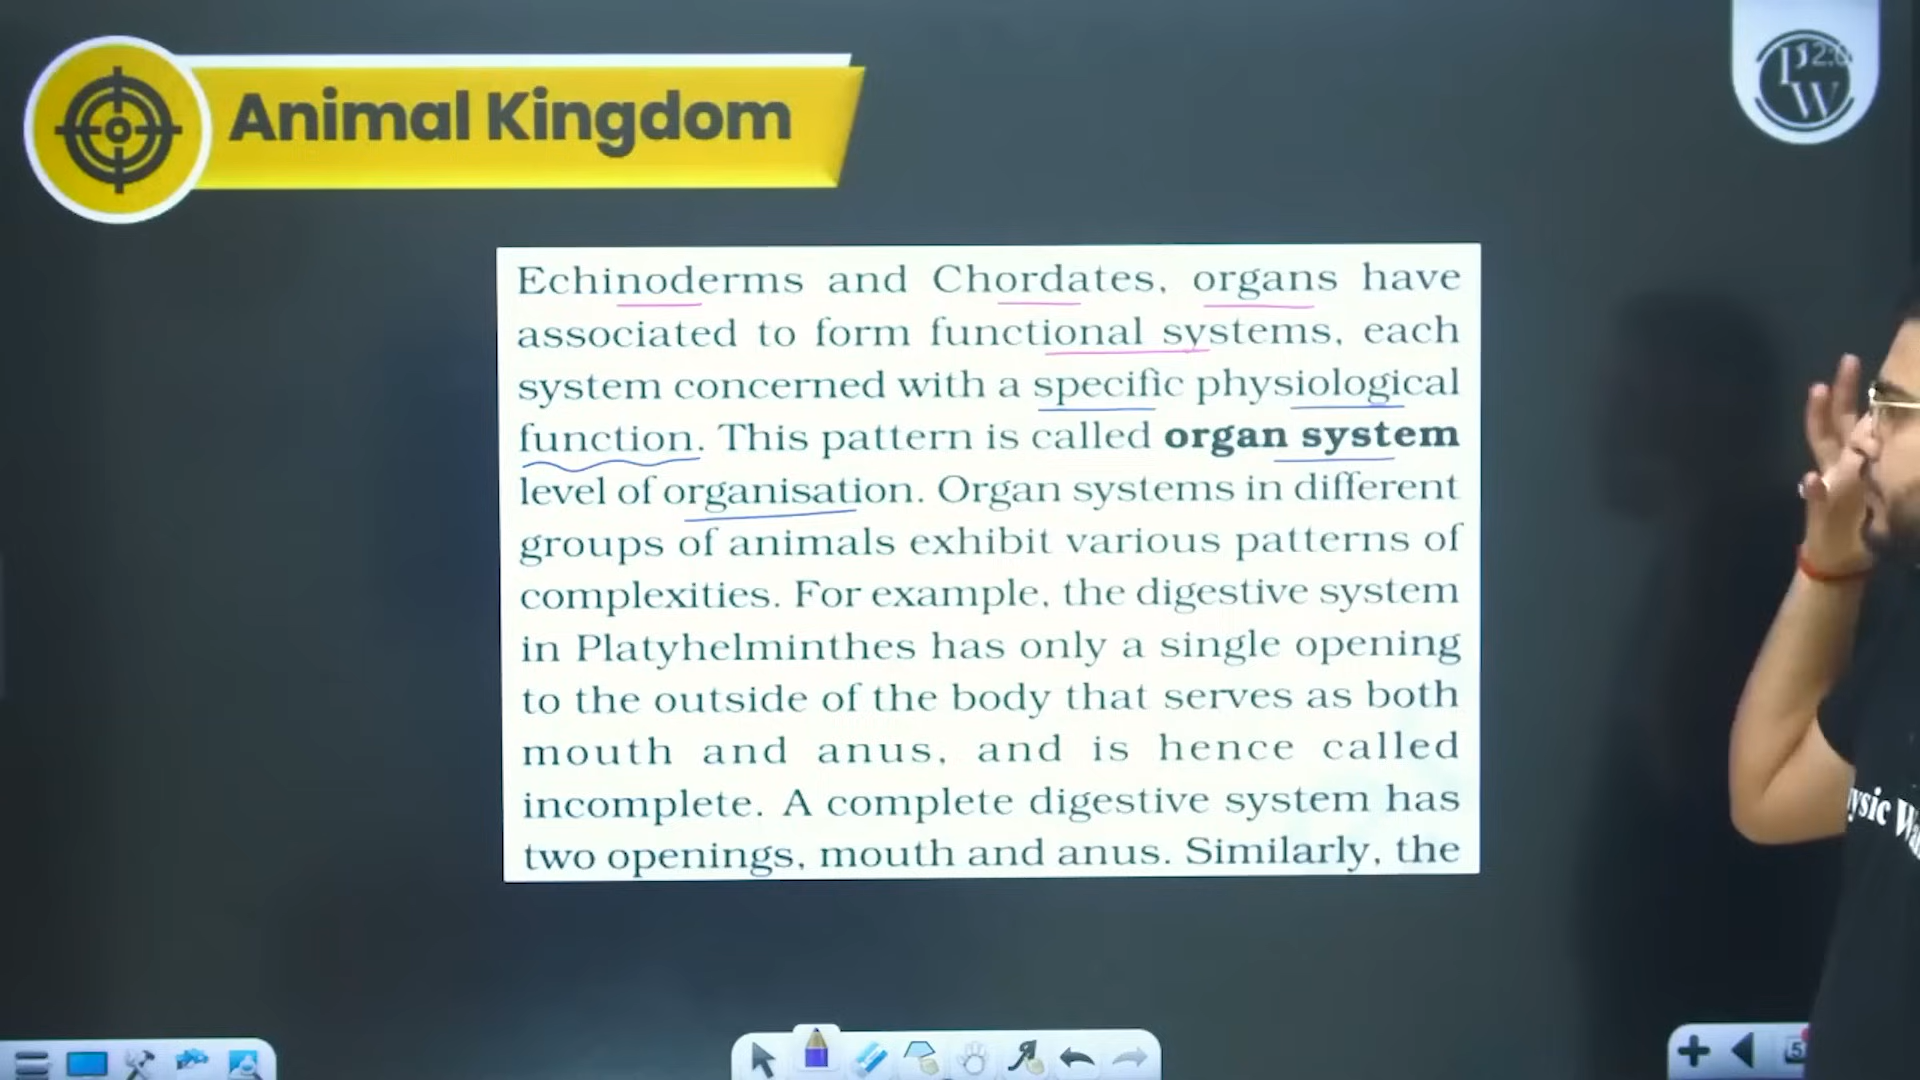 Animal Kingdom
PW 2.0
Echinoderms and Chordates, organs have
associated to form functional systems, each
system concerned with a specific physiological
function. This pattern is called organ system
level of organisation. Organ systems in different
groups of animals exhibit various patterns of
complexities. For example, the digestive system
in Platyhelminthes has only a single opening
to the outside of the body that serves as both
mouth and anus, and is hence called
incomplete. A complete digestive system has
two openings, mouth and anus. Similarly, the